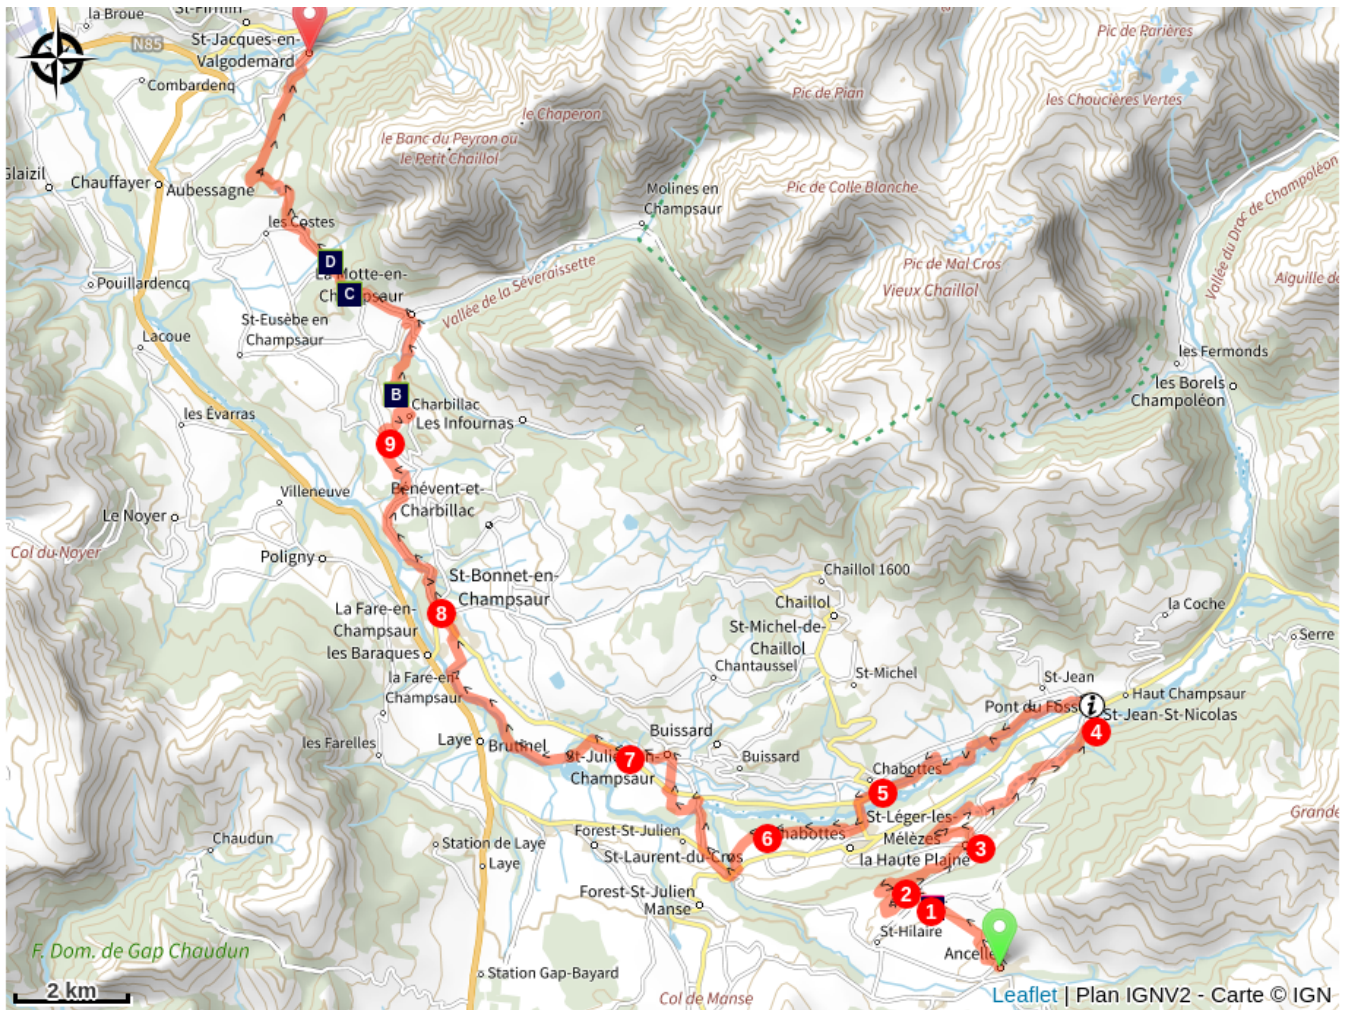 la Broue
St-Firmin
N85
St-Jacques-en-
Valgodemard
Combardenq
Glaizil
Chauffayer
Aubessagne
les Costes
le Chaperon
le Banc du Peyron ou
le Petit Chaillol
Pic de Parières
Pic de Pian
les Choucières Vertes
Molines en
Champsaur
Pic de Colle Blanche
Vallée du Drac de Champoléon
D
La Motte-en-
C
Pouillardencq
Vallée de la Séveraissette
Pic de Mal Cros
Vieux Chaillol
Aiguille de
St-Eusèbe en
Champsaur
Lacoue
les Fermonds
les Borels
Champoléon
B
Charbillac
Les Infournas
les Évarras
9
Bénévent-et-
Charbillac
Villeneuve
Le Noyer
Col du Noyer
Poligny
St-Bonnet-en-
Champsaur
8
La Fare-en-
Champsaur
les Baraques
la Fare-en-
Champsaur
Chaillol 1600
Chaillol
St-Michel-de-
Chaillol
Chantaussel
St-Michel
la Coche
Serre
St-Jean
Haut Champsaur
Pont du Fossé
i
St-Jean-St-Nicolas
4
les Farelles
Laye
Brutinel
Buissard
Buissard
7
Champsaur
Chabottes
5
St-Léger-les-
Mélèzes
3
la Haute Plaine
6
Chabottes
Grande
Chaudun
Station de Laye
Laye
Forest-St-Julien
St-Laurent-du-Cros
Forest-St-Julien
Manse
2
1
St-Hilaire
Ancelle
F. Dom. de Gap Chaudun
Station Gap-Bayard
Col de Manse
2 km
Leaflet | Plan IGNV2 - Carte © IGN